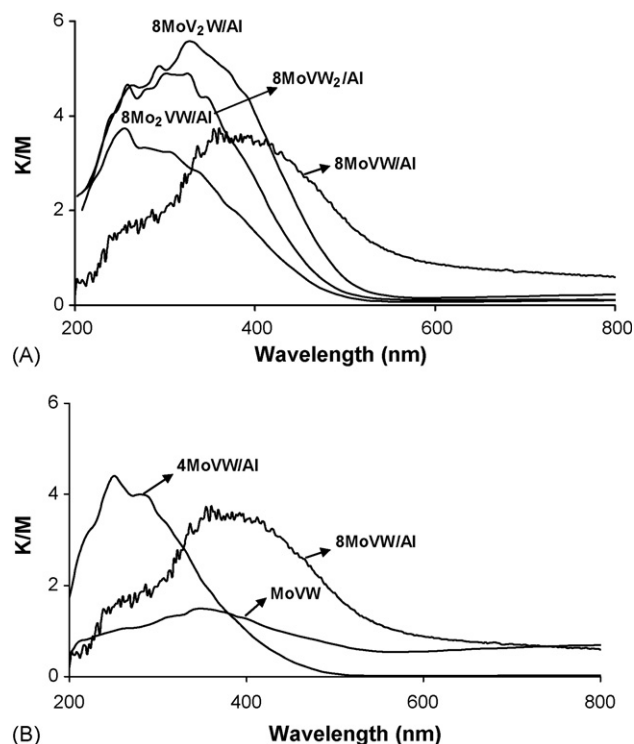 6
8MoV₂W/Al
8MoVW₂/Al
4
8Mo₂VW/Al
K/M
8MoVW/Al
2
0
200 400 600 800
(A) Wavelength (nm)
6
4MoVW/Al
4
8MoVW/Al
K/M
MoVW
2
0
200 400 600 800
(B) Wavelength (nm)